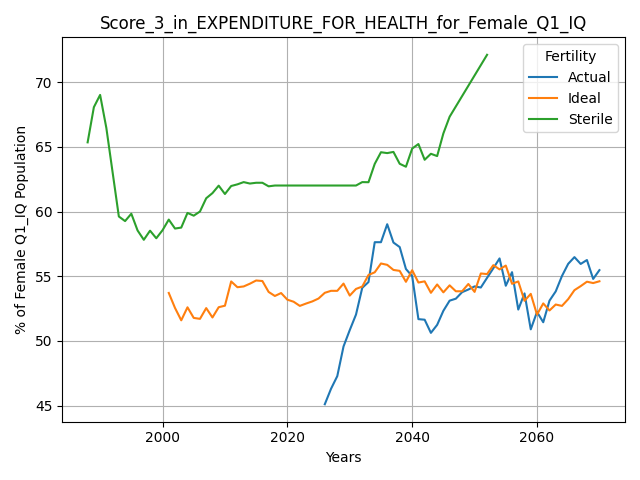 Score_3_in_EXPENDITURE_FOR_HEALTH_for_Female_Q1_IQ
% of Female Q1_IQ Population
70
65
60
55
50
45
Fertility
Actual
Ideal
Sterile
2000 2020 2040 2060
Years